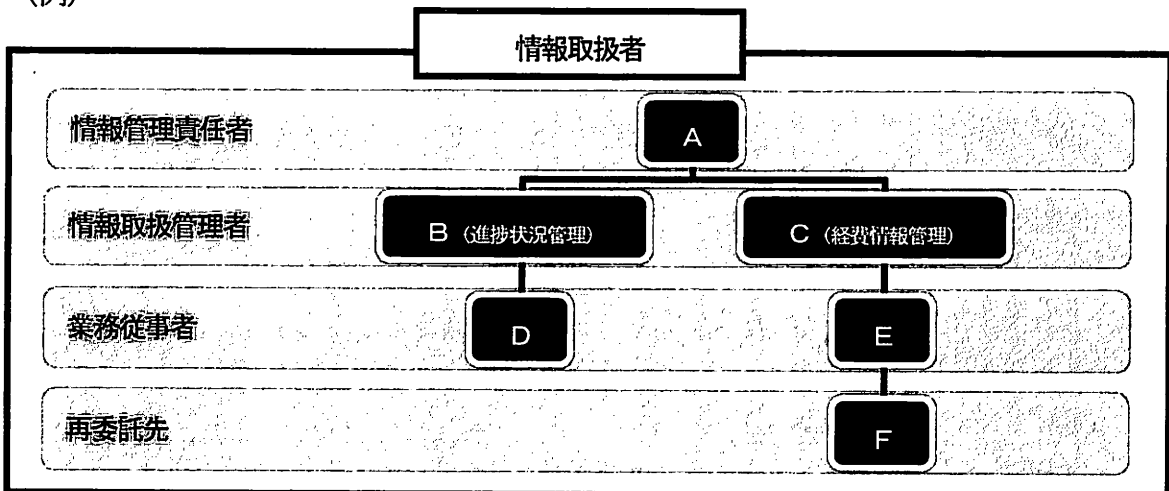 (例)
情報取扱者
情報管理責任者
A
情報取扱管理者
B (進捗状況管理)
C (経費情報管理)
業務従事者
D
E
再委託先
F